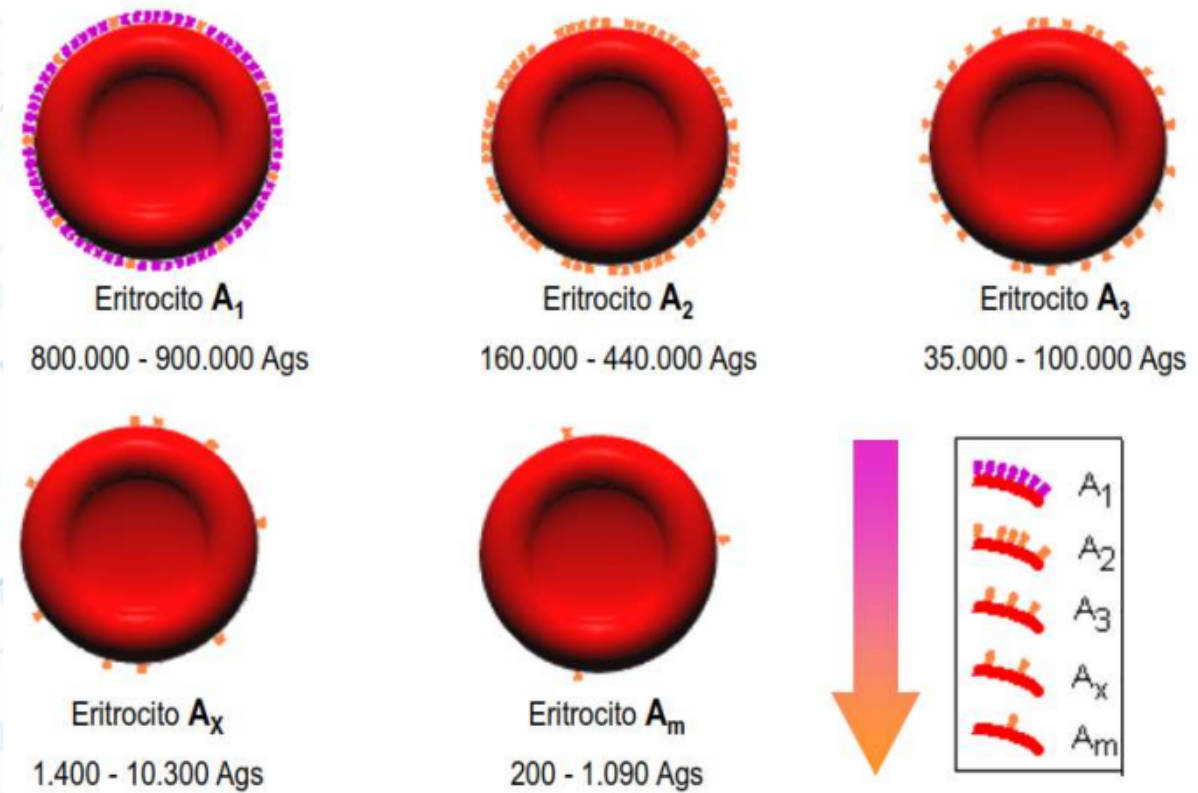 Eritrocito A₁
800.000 - 900.000 Ags
Eritrocito A₂
160.000 - 440.000 Ags
Eritrocito A₃
35.000 - 100.000 Ags
Eritrocito Aₓ
1.400 - 10.300 Ags
Eritrocito Aₘ
200 - 1.090 Ags
A₁
A₂
A₃
Aₓ
Aₘ